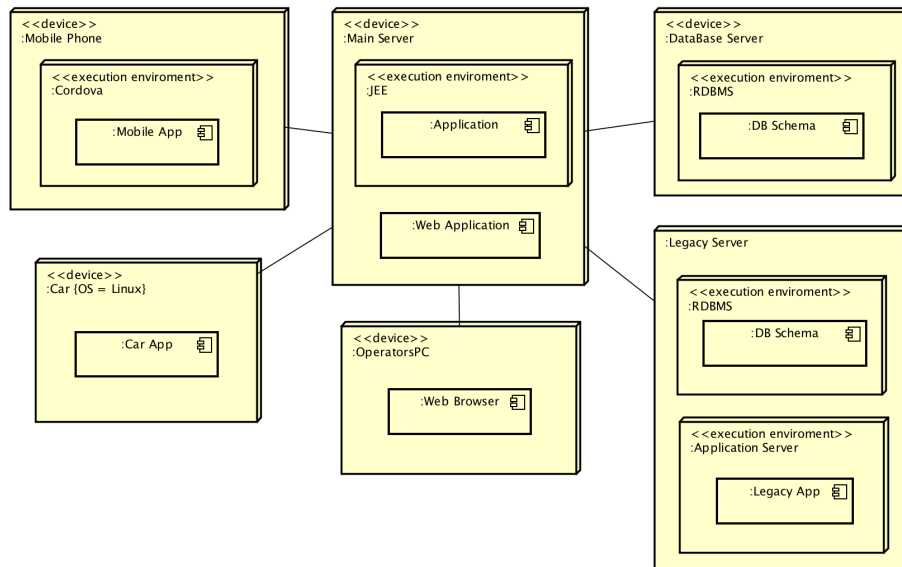 <<device>>
:Mobile Phone
<<execution enviroment>>
:Cordova
:Mobile App
<<device>>
:Main Server
<<execution enviroment>>
:JEE
:Application
:Web Application
<<device>>
:DataBase Server
<<execution enviroment>>
:RDBMS
:DB Schema
<<device>>
:Car {OS = Linux}
:Car App
<<device>>
:OperatorsPC
:Web Browser
:Legacy Server
<<execution enviroment>>
:RDBMS
:DB Schema
<<execution enviroment>>
:Application Server
:Legacy App